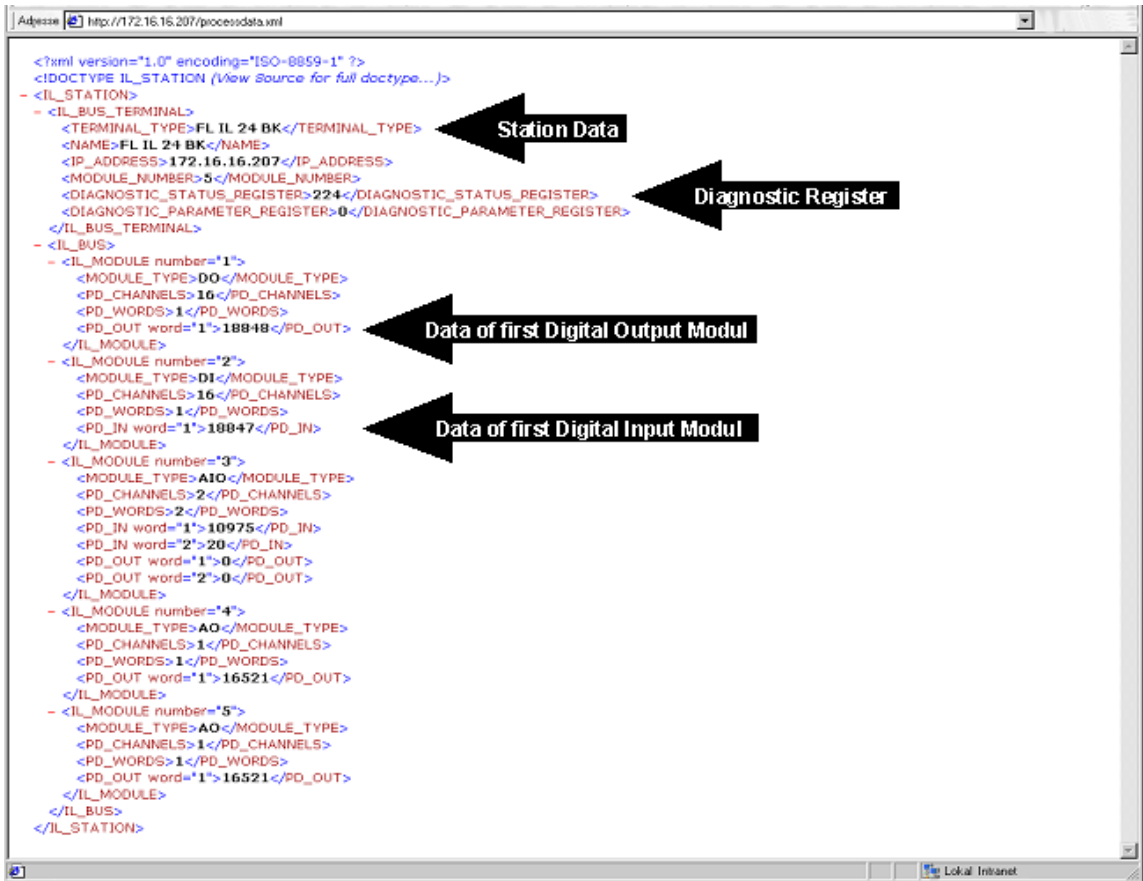 Adresse http://172.16.16.207/processdata.xml
<?xml version="1.0" encoding="ISO-8859-1" ?>
<!DOCTYPE IL_STATION (View Source for full doctype...)>
- <IL_STATION>
- <IL_BUS_TERMINAL>
<TERMINAL_TYPE>FL IL 24 BK</TERMINAL_TYPE>
Station Data
<NAME>FL IL 24 BK</NAME>
<IP_ADDRESS>172.16.16.207</IP_ADDRESS>
<MODULE_NUMBER>5</MODULE_NUMBER>
<DIAGNOSTIC_STATUS_REGISTER>224</DIAGNOSTIC_STATUS_REGISTER>
Diagnostic Register
<DIAGNOSTIC_PARAMETER_REGISTER>0</DIAGNOSTIC_PARAMETER_REGISTER>
</IL_BUS_TERMINAL>
- <IL_BUS>
- <IL_MODULE number="1">
<MODULE_TYPE>DO</MODULE_TYPE>
<PD_CHANNELS>16</PD_CHANNELS>
<PD_WORDS>1</PD_WORDS>
<PD_OUT word="1">18848</PD_OUT>
Data of first Digital Output Modul
</IL_MODULE>
- <IL_MODULE number="2">
<MODULE_TYPE>DI</MODULE_TYPE>
<PD_CHANNELS>16</PD_CHANNELS>
<PD_WORDS>1</PD_WORDS>
<PD_IN word="1">18847</PD_IN>
Data of first Digital Input Modul
</IL_MODULE>
- <IL_MODULE number="3">
<MODULE_TYPE>AIO</MODULE_TYPE>
<PD_CHANNELS>2</PD_CHANNELS>
<PD_WORDS>2</PD_WORDS>
<PD_IN word="1">10975</PD_IN>
<PD_IN word="2">20</PD_IN>
<PD_OUT word="1">0</PD_OUT>
<PD_OUT word="2">0</PD_OUT>
</IL_MODULE>
- <IL_MODULE number="4">
<MODULE_TYPE>AO</MODULE_TYPE>
<PD_CHANNELS>1</PD_CHANNELS>
<PD_WORDS>1</PD_WORDS>
<PD_OUT word="1">16521</PD_OUT>
</IL_MODULE>
- <IL_MODULE number="5">
<MODULE_TYPE>AO</MODULE_TYPE>
<PD_CHANNELS>1</PD_CHANNELS>
<PD_WORDS>1</PD_WORDS>
<PD_OUT word="1">16521</PD_OUT>
</IL_MODULE>
</IL_BUS>
</IL_STATION>
Lokal Intranet